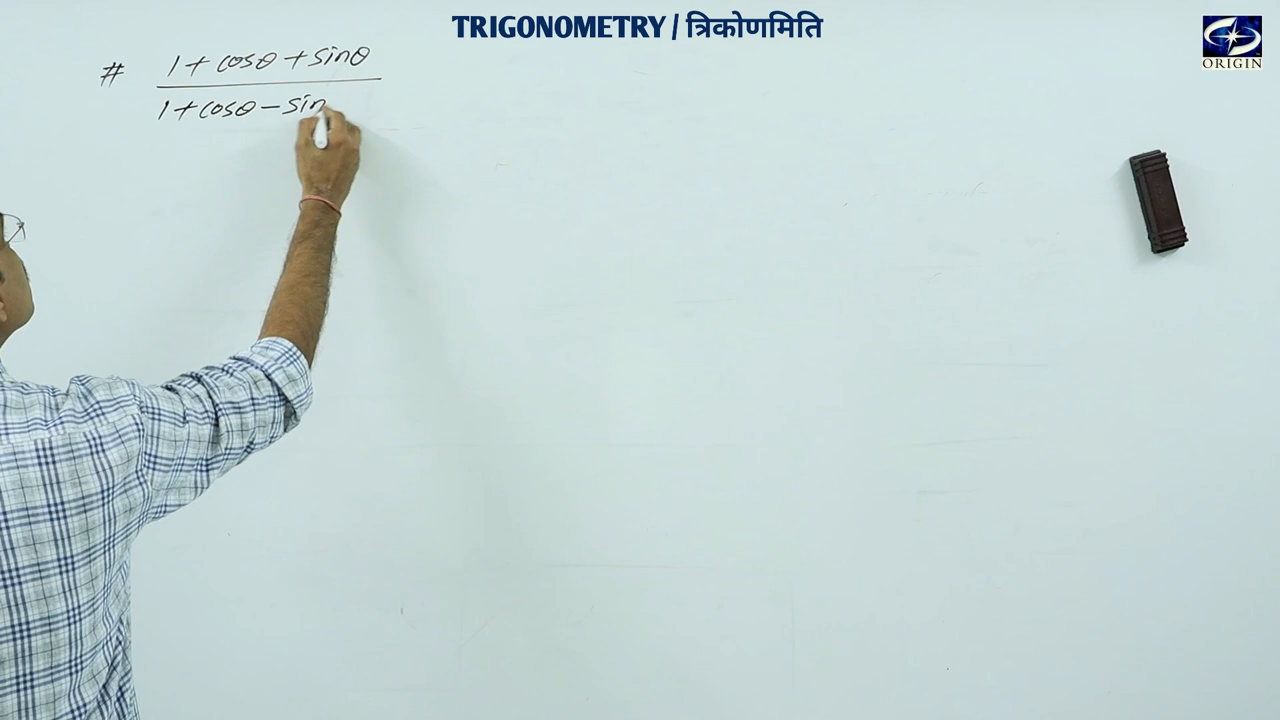 TRIGONOMETRY / त्रिकोणमिति
ORIGIN
# 1 + cosθ + sinθ
1 + cosθ - sin